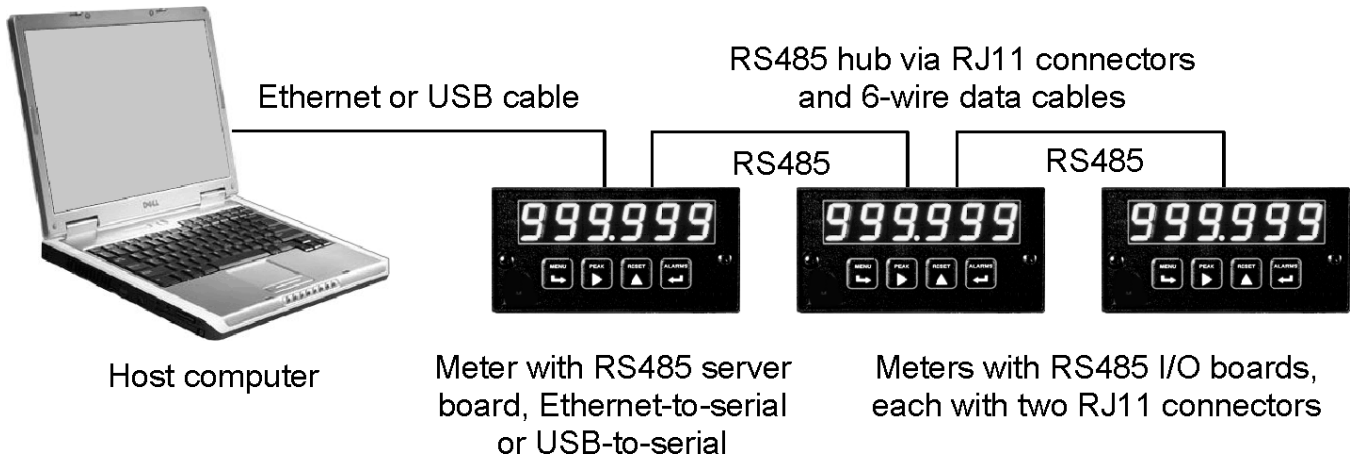 RS485 hub via RJ11 connectors
and 6-wire data cables
Ethernet or USB cable
RS485
RS485
DELL
999.999
999.999
999.999
MENU PEAK RESET ALARMS
MENU PEAK RESET ALARMS
MENU PEAK RESET ALARMS
Host computer
Meter with RS485 server
board, Ethernet-to-serial
or USB-to-serial
Meters with RS485 I/O boards,
each with two RJ11 connectors